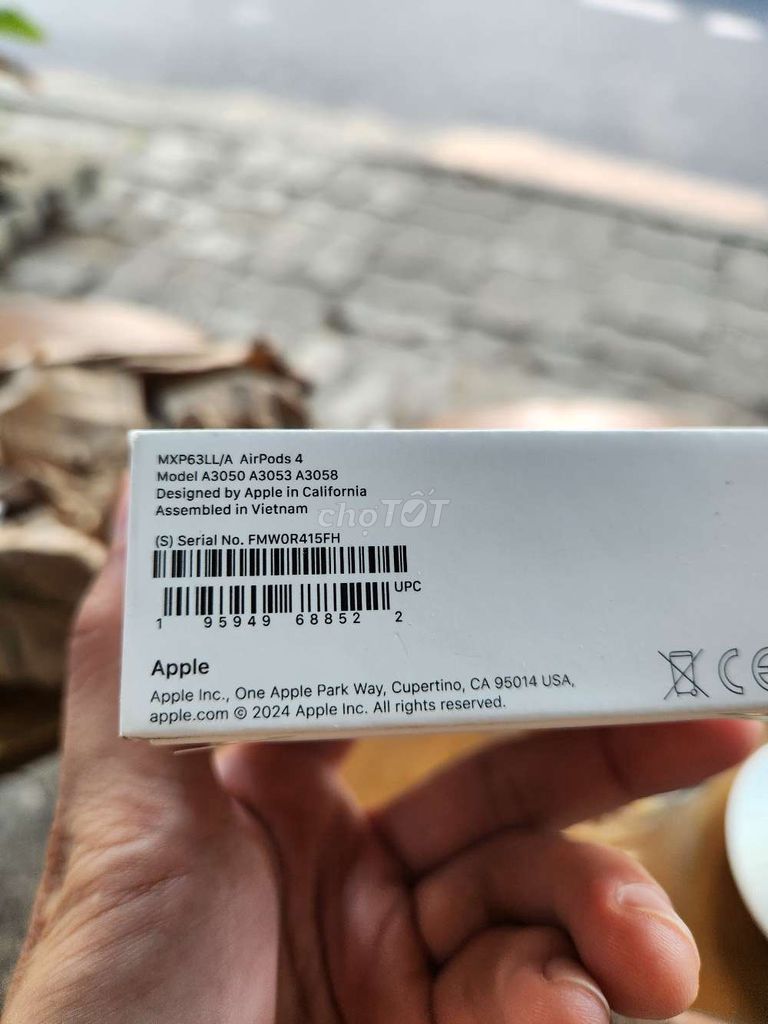 MXP63LL/A AirPods 4
Model A3050 A3053 A3058
Designed by Apple in California
Assembled in Vietnam
chợTỐT
(S) Serial No. FMW0R415FH
UPC
1 95949 68852 2
Apple
Apple Inc., One Apple Park Way, Cupertino, CA 95014 USA,
apple.com © 2024 Apple Inc. All rights reserved.